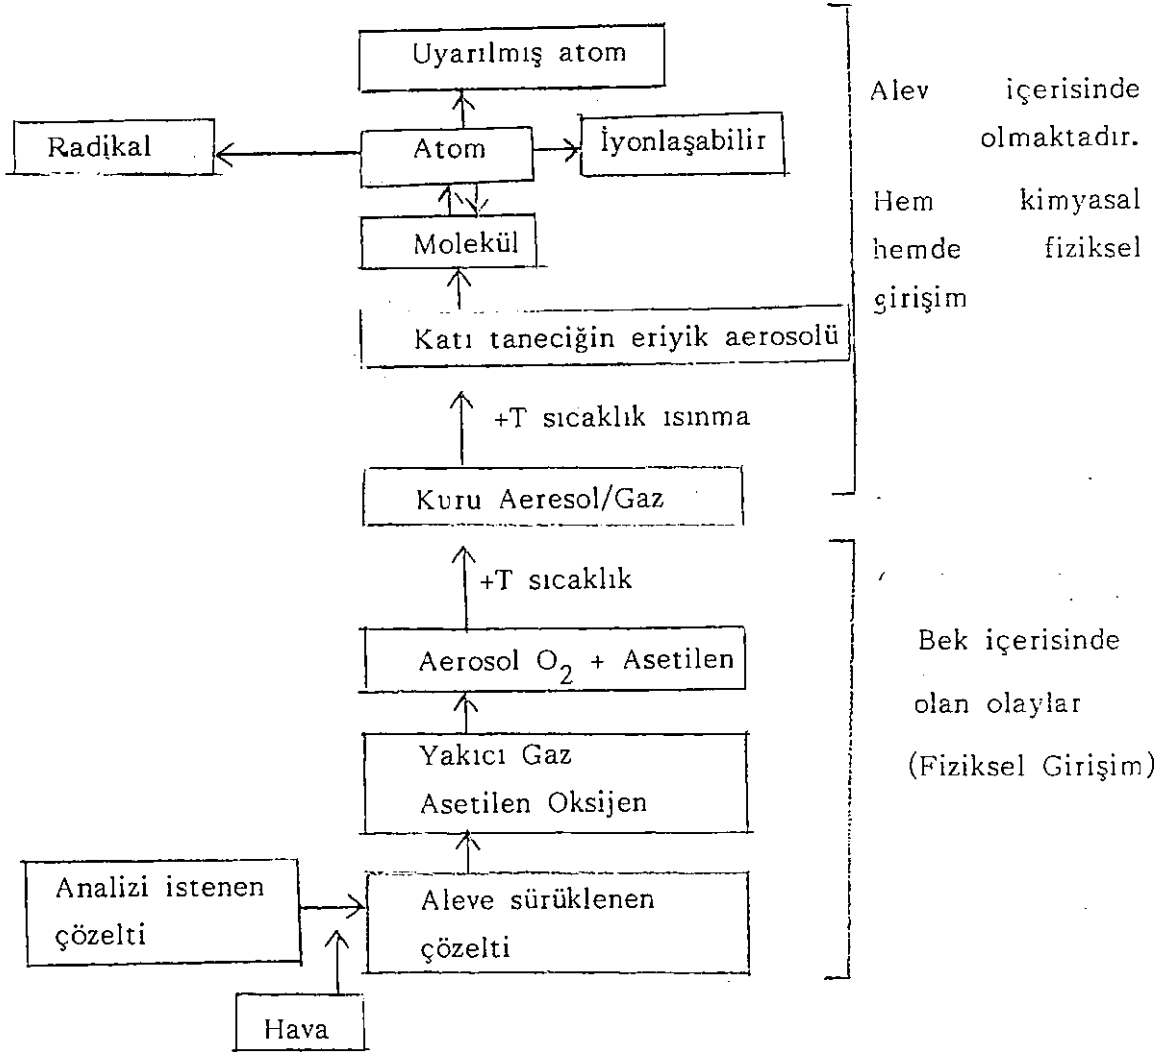 Uyarılmış atom
Radikal
Atom
İyonlaşabilir
Molekül
Katı taneciğin eriyik aerosolü
+T sıcaklık ısınma
Kuru Aeresol/Gaz
Alev içerisinde
olmaktadır.
Hem kimyasal
hemde fiziksel
girişim
+T sıcaklık
Aerosol O₂ + Asetilen
Yakıcı Gaz
Asetilen Oksijen
Analizi istenen
çözelti
Aleve sürüklenen
çözelti
Hava
Bek içerisinde
olan olaylar
(Fiziksel Girişim)